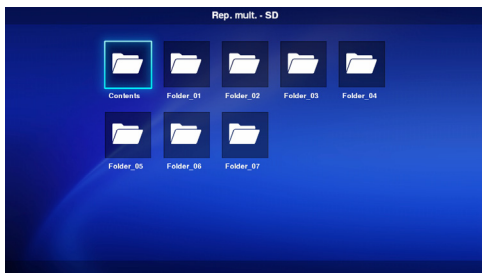 Rep. mult. - SD
Contents Folder_01 Folder_02 Folder_03 Folder_04
Folder_05 Folder_06 Folder_07